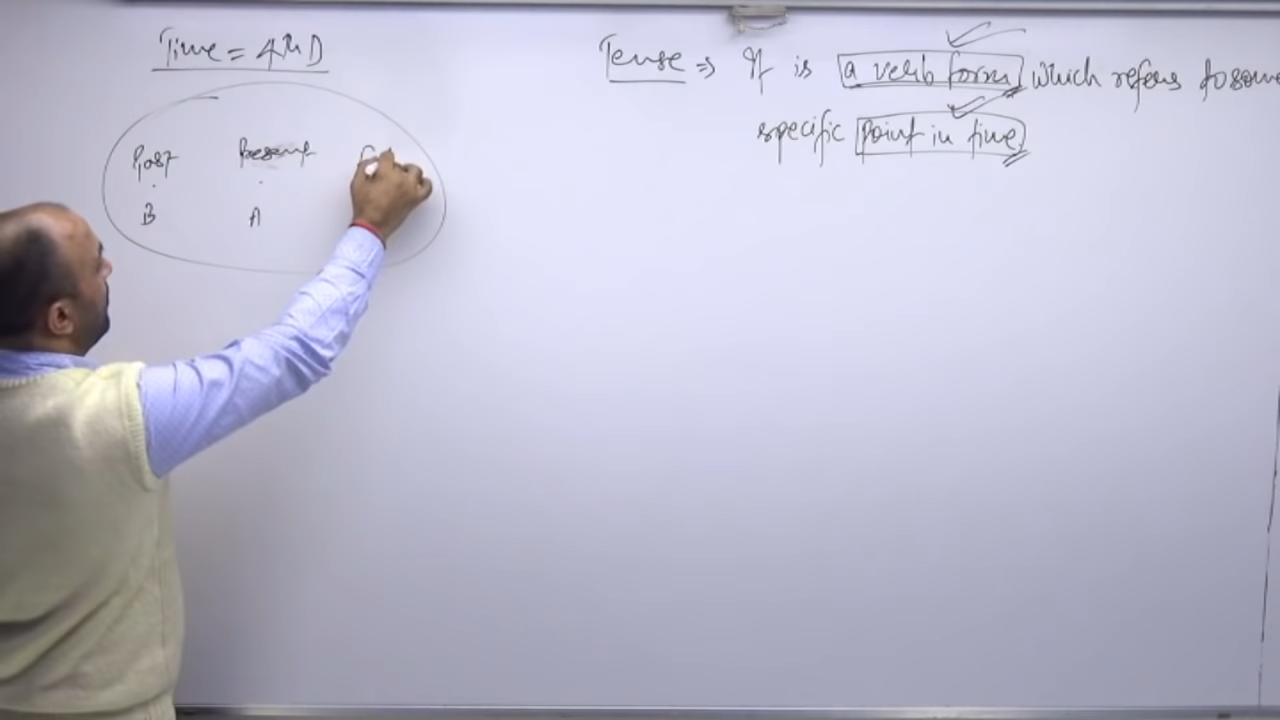 Time = 4th D
Past Present
B A
Tense ⇒ It is a verb form which refers to some
specific point in time